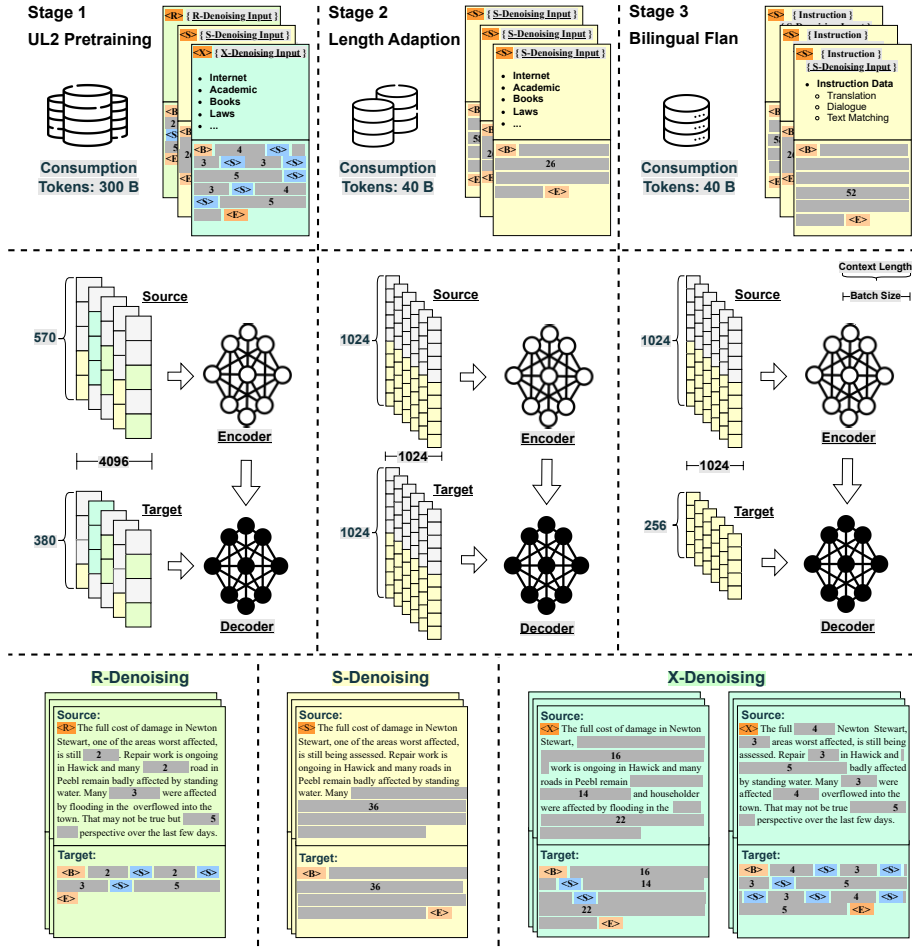 Stage 1
UL2 Pretraining
<R> { R-Denoising Input }
<S> { S-Denoising Input }
<X> { X-Denoising Input }
• Internet
• Academic
• Books
• Laws
• ...
Consumption
Tokens: 300 B
<B> 4 <S>
3 <S> 3 <S>
5
3 <S> 4
<S> 5
<E>
Stage 2
Length Adaption
<S> { S-Denoising Input }
<S> { S-Denoising Input }
<S> { S-Denoising Input }
• Internet
• Academic
• Books
• Laws
• ...
Consumption
Tokens: 40 B
<B>
26
<E>
Stage 3
Bilingual Flan
<S> { Instruction }
<S> { Instruction }
<S> { Instruction }
{ S-Denoising Input }
• Instruction Data
Translation
Dialogue
Text Matching
Consumption
Tokens: 40 B
<B>
52
<E>
Source
570
Encoder
4096
Target
380
Decoder
Source
1024
Encoder
1024
Target
1024
Decoder
Context Length
Batch Size
Source
1024
Encoder
1024
Target
256
Decoder
R-Denoising
Source:
<R> The full cost of damage in Newton
Stewart, one of the areas worst affected,
is still 2 . Repair work is ongoing
in Hawick and many 2 road in
Peebl remain badly affected by standing
water. Many 3 were affected
by flooding in the overflowed into the
town. That may not be true but 5
perspective over the last few days.
Target:
<B> 2 <S> 2 <S>
3 <S> 5
<E>
S-Denoising
<S> The full cost of damage in Newton
Stewart, one of the areas worst affected,
is still being assessed. Repair work is
ongoing in Hawick and many roads in
Peebl remain badly affected by standing
water. Many
36
Target:
<B>
36
<E>
X-Denoising
Source:
<X> The full cost of damage in Newton
Stewart,
16
work is ongoing in Hawick and many
roads in Peebl remain
14 and householder
were affected by flooding in the
22
Target:
<B> 16
<S> 14
<S>
22
<E>
Source:
<X> The full 4 Newton Stewart,
3 areas worst affected, is still being
assessed. Repair 3 in Hawick and
5 badly affected
by standing water. Many 3 were
affected 4 overflowed into the
town. That may not be true 5
perspective over the last few days.
Target:
<B> 4 <S> 3 <S>
3 <S> 5
<S> 3 <S> 4 <S>
5 <E>